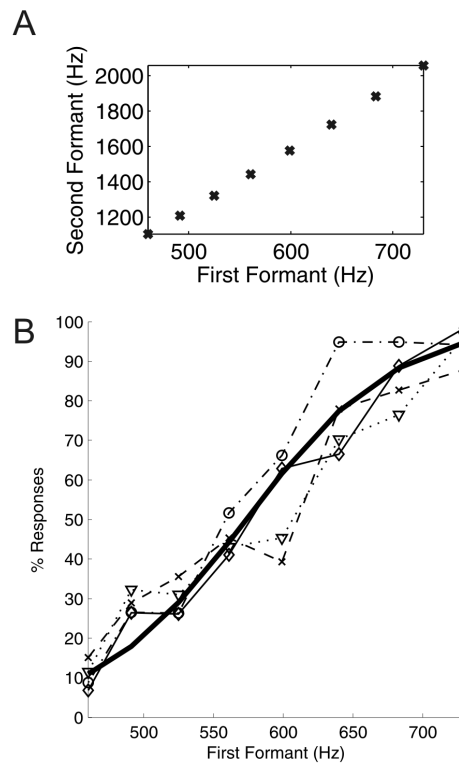 A
Second Formant (Hz)
2000
1800
1600
1400
1200
500 600 700
First Formant (Hz)
B
% Responses
100
90
80
70
60
50
40
30
20
10
0
500 550 600 650 700
First Formant (Hz)